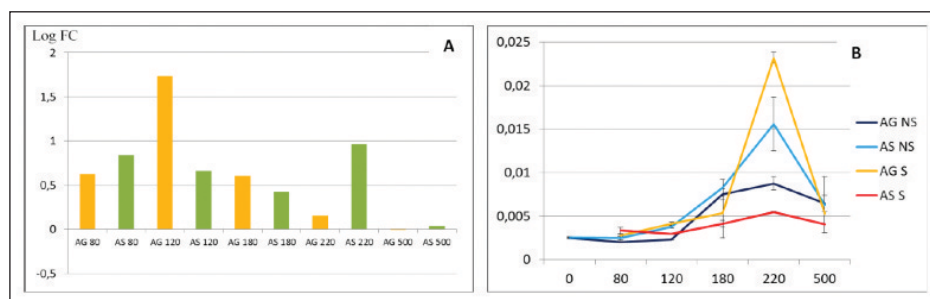 Log FC
A
2
1,5
1
0,5
0
-0,5
AG 80 AS 80 AG 120 AS 120 AG 180 AS 180 AG 220 AS 220 AG 500 AS 500
B
0,025
0,02
0,015
0,01
0,005
0
0 80 120 180 220 500
AG NS
AS NS
AG S
AS S